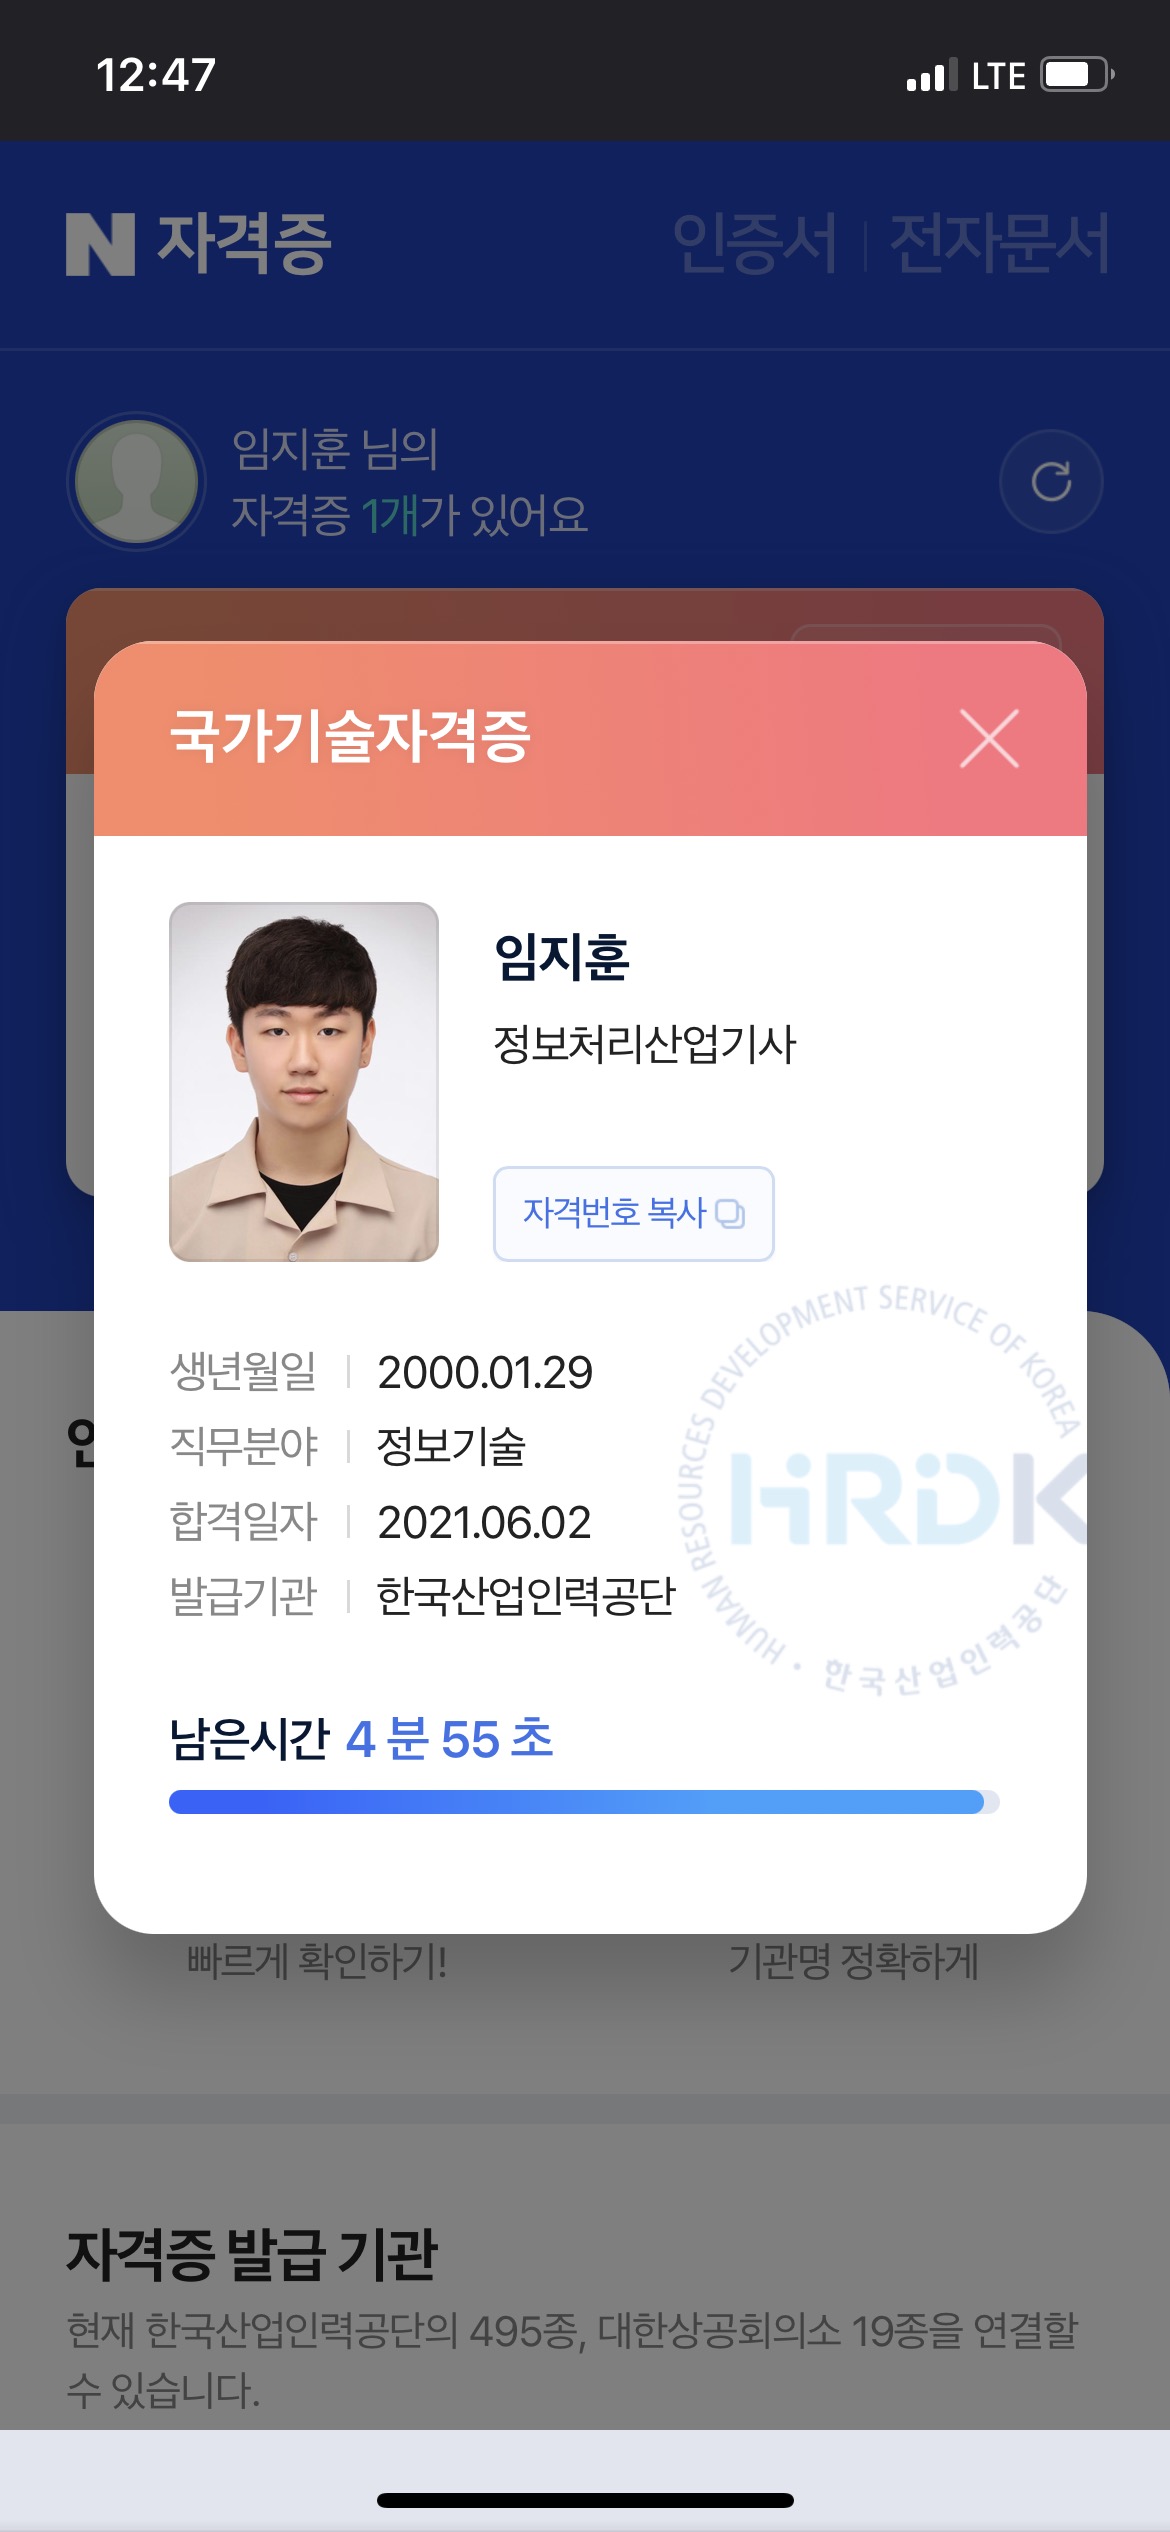 12:47
LTE
N 자격증
인증서 | 전자문서
임지훈 님의
자격증 1개가 있어요
국가기술자격증
임지훈
정보처리산업기사
자격번호 복사
생년월일 | 2000.01.29
직무분야 | 정보기술
합격일자 | 2021.06.02
발급기관 | 한국산업인력공단
HUMAN RESOURCES DEVELOPMENT SERVICE OF KOREA
HRDK
• 한국산업인력공단
남은시간 4 분 55 초
빠르게 확인하기!
기관명 정확하게
자격증 발급 기관
현재 한국산업인력공단의 495종, 대한상공회의소 19종을 연결할
수 있습니다.